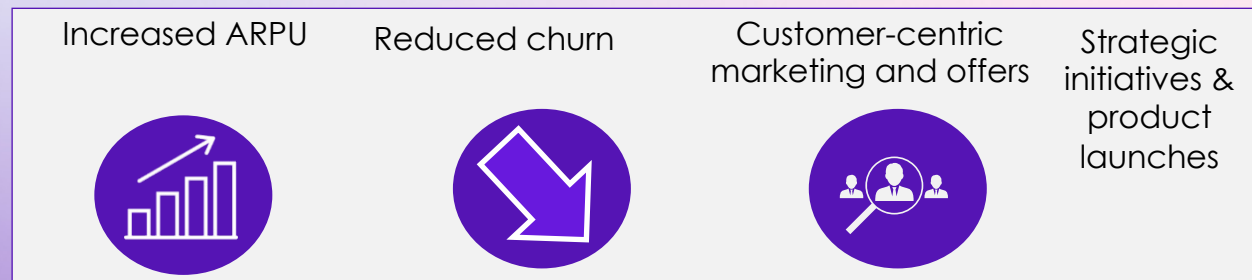 Increased ARPU
Reduced churn
Customer-centric
marketing and offers
Strategic
initiatives &
product
launches